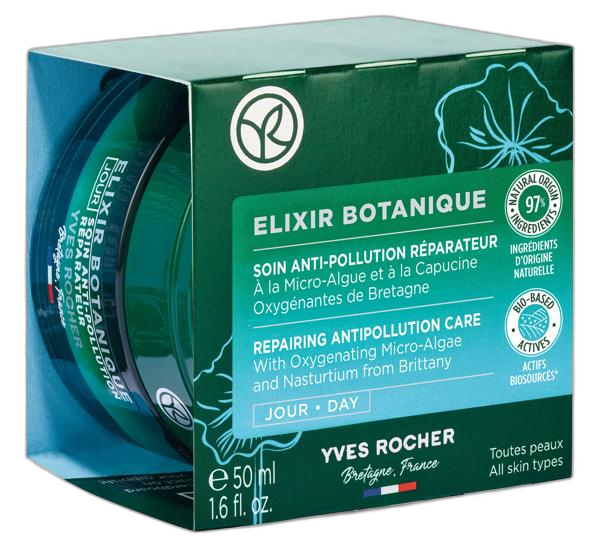 ELIXIR BOTANIQUE
SOIN ANTI-POLLUTION RÉPARATEUR
À la Micro-Algue et à la Capucine
Oxygénantes de Bretagne
REPAIRING ANTIPOLLUTION CARE
With Oxygenating Micro-Algae
and Nasturtium from Brittany
JOUR • DAY
NATURAL ORIGIN
97%
INGREDIENTS
INGRÉDIENTS
D'ORIGINE
NATURELLE
BIO-BASED
ACTIVES
ACTIFS
BIOSOURCÉS*
YVES ROCHER
Bretagne, France
e 50 ml
1.6 fl. oz.
Toutes peaux
All skin types
ELIXIR BOTANIQUE
JOUR
SOIN ANTI-POLLUTION
RÉPARATEUR
YVES ROCHER
Bretagne, France